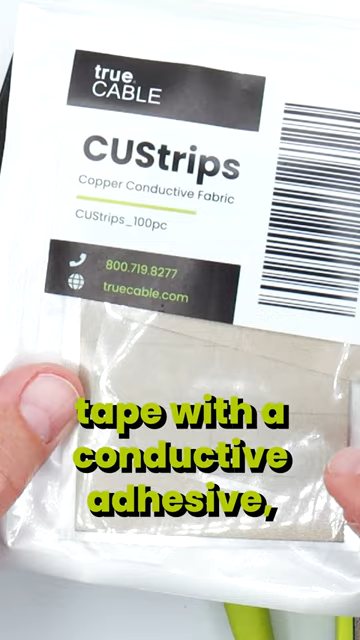 true
CABLE
CUStrips
Copper Conductive Fabric
CUStrips_100pc
800.719.8277
truecable.com
tape with a
conductive
adhesive,